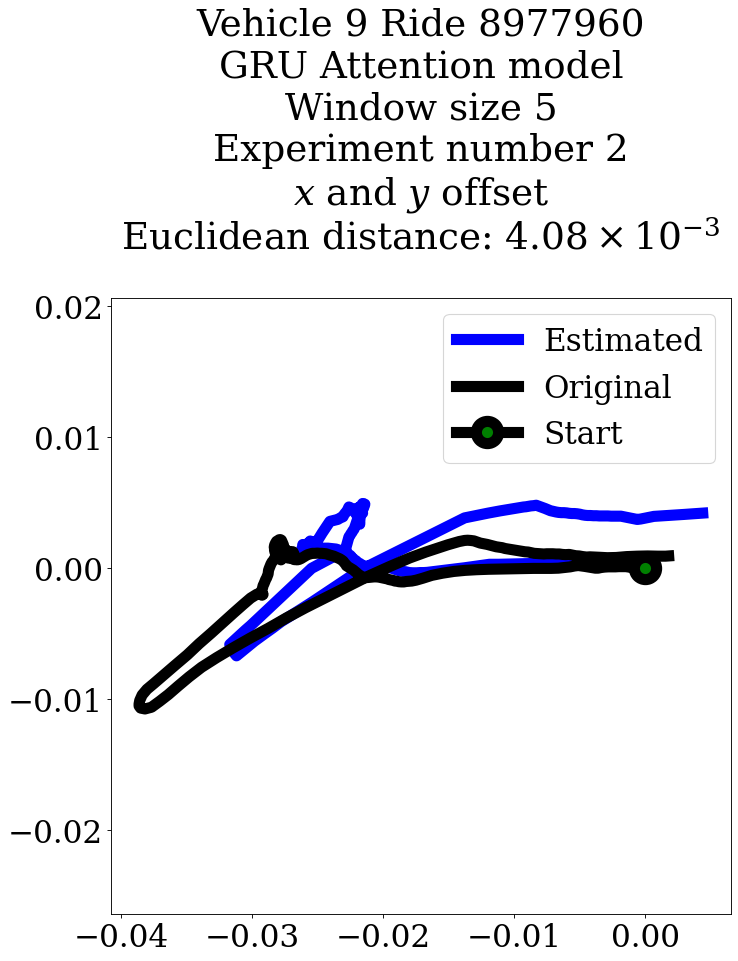 Vehicle 9 Ride 8977960
GRU Attention model
Window size 5
Experiment number 2
x and y offset
Euclidean distance: 4.08 × 10⁻³
0.02
0.01
0.00
−0.01
−0.02
Estimated
Original
Start
−0.04 −0.03 −0.02 −0.01 0.00